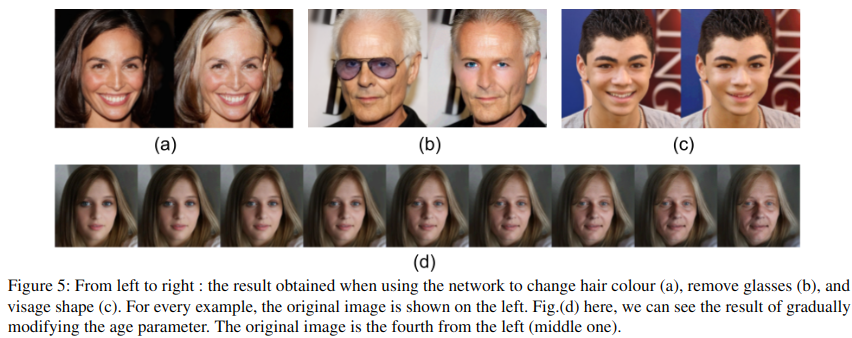 KING
KING
(a)
(b)
(c)
(d)
Figure 5: From left to right : the result obtained when using the network to change hair colour (a), remove glasses (b), and
visage shape (c). For every example, the original image is shown on the left. Fig.(d) here, we can see the result of gradually
modifying the age parameter. The original image is the fourth from the left (middle one).